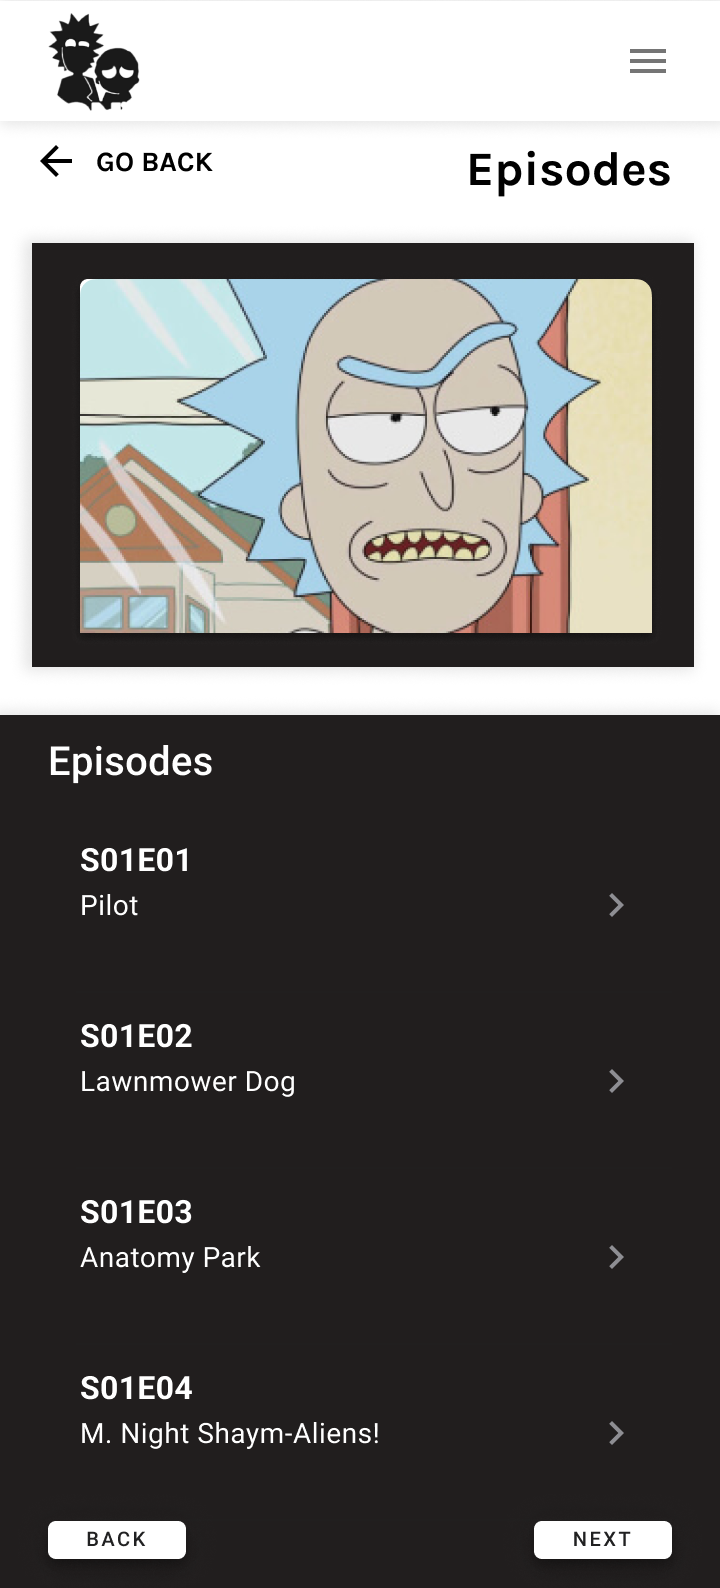 GO BACK
Episodes
Episodes
S01E01
Pilot
S01E02
Lawnmower Dog
S01E03
Anatomy Park
S01E04
M. Night Shaym-Aliens!
BACK
NEXT